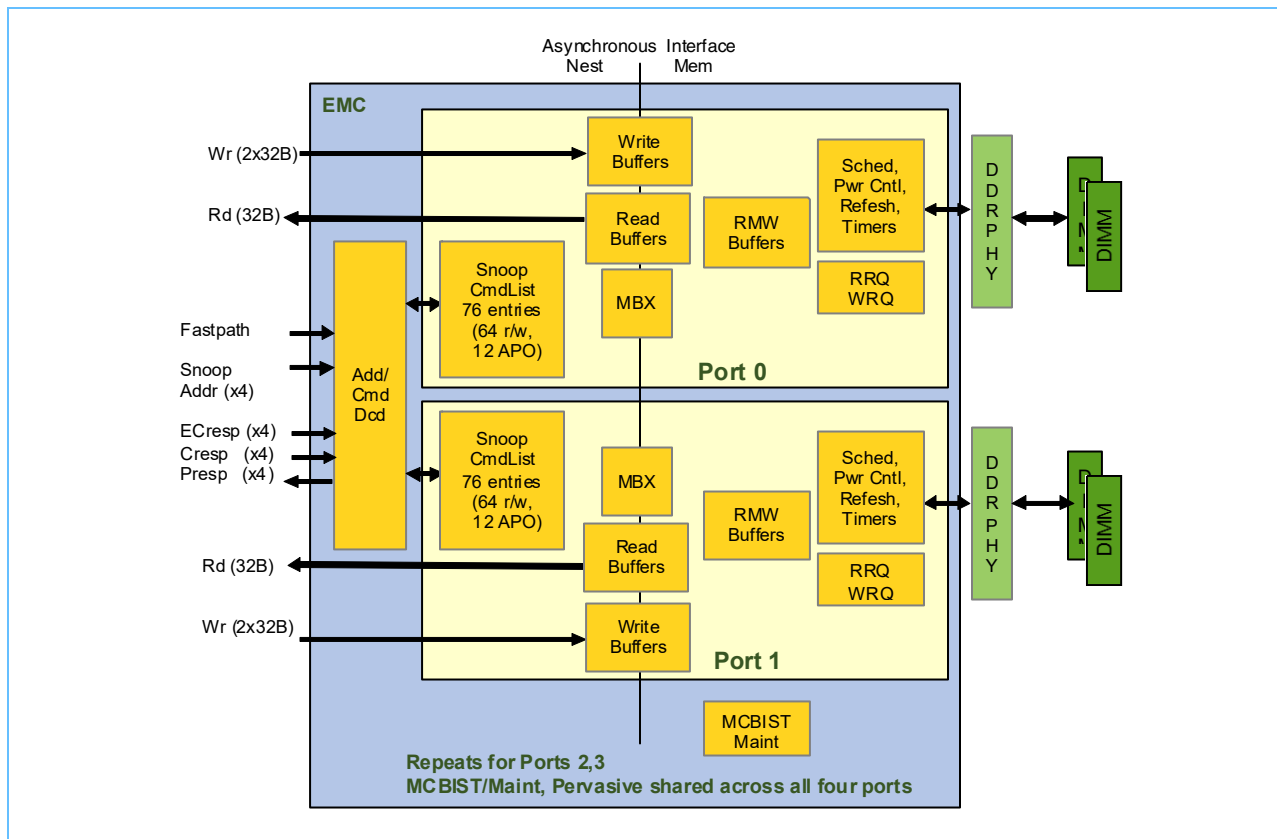 Asynchronous Interface
Nest Mem
EMC
Wr (2x32B)
Write
Buffers
Rd (32B)
Read
Buffers
RMW
Buffers
Sched,
Pwr Cntl,
Refesh,
Timers
RRQ
WRQ
MBX
Snoop
CmdList
76 entries
(64 r/w,
12 APO)
Port 0
D
D
R
P
H
Y
DIMM
Fastpath
Snoop
Addr (x4)
ECresp (x4)
Cresp (x4)
Presp (x4)
Add/
Cmd
Dcd
Snoop
CmdList
76 entries
(64 r/w,
12 APO)
MBX
RMW
Buffers
Sched,
Pwr Cntl,
Refesh,
Timers
RRQ
WRQ
D
D
R
P
H
Y
DIMM
Rd (32B)
Read
Buffers
Wr (2x32B)
Write
Buffers
Port 1
MCBIST
Maint
Repeats for Ports 2,3
MCBIST/Maint, Pervasive shared across all four ports